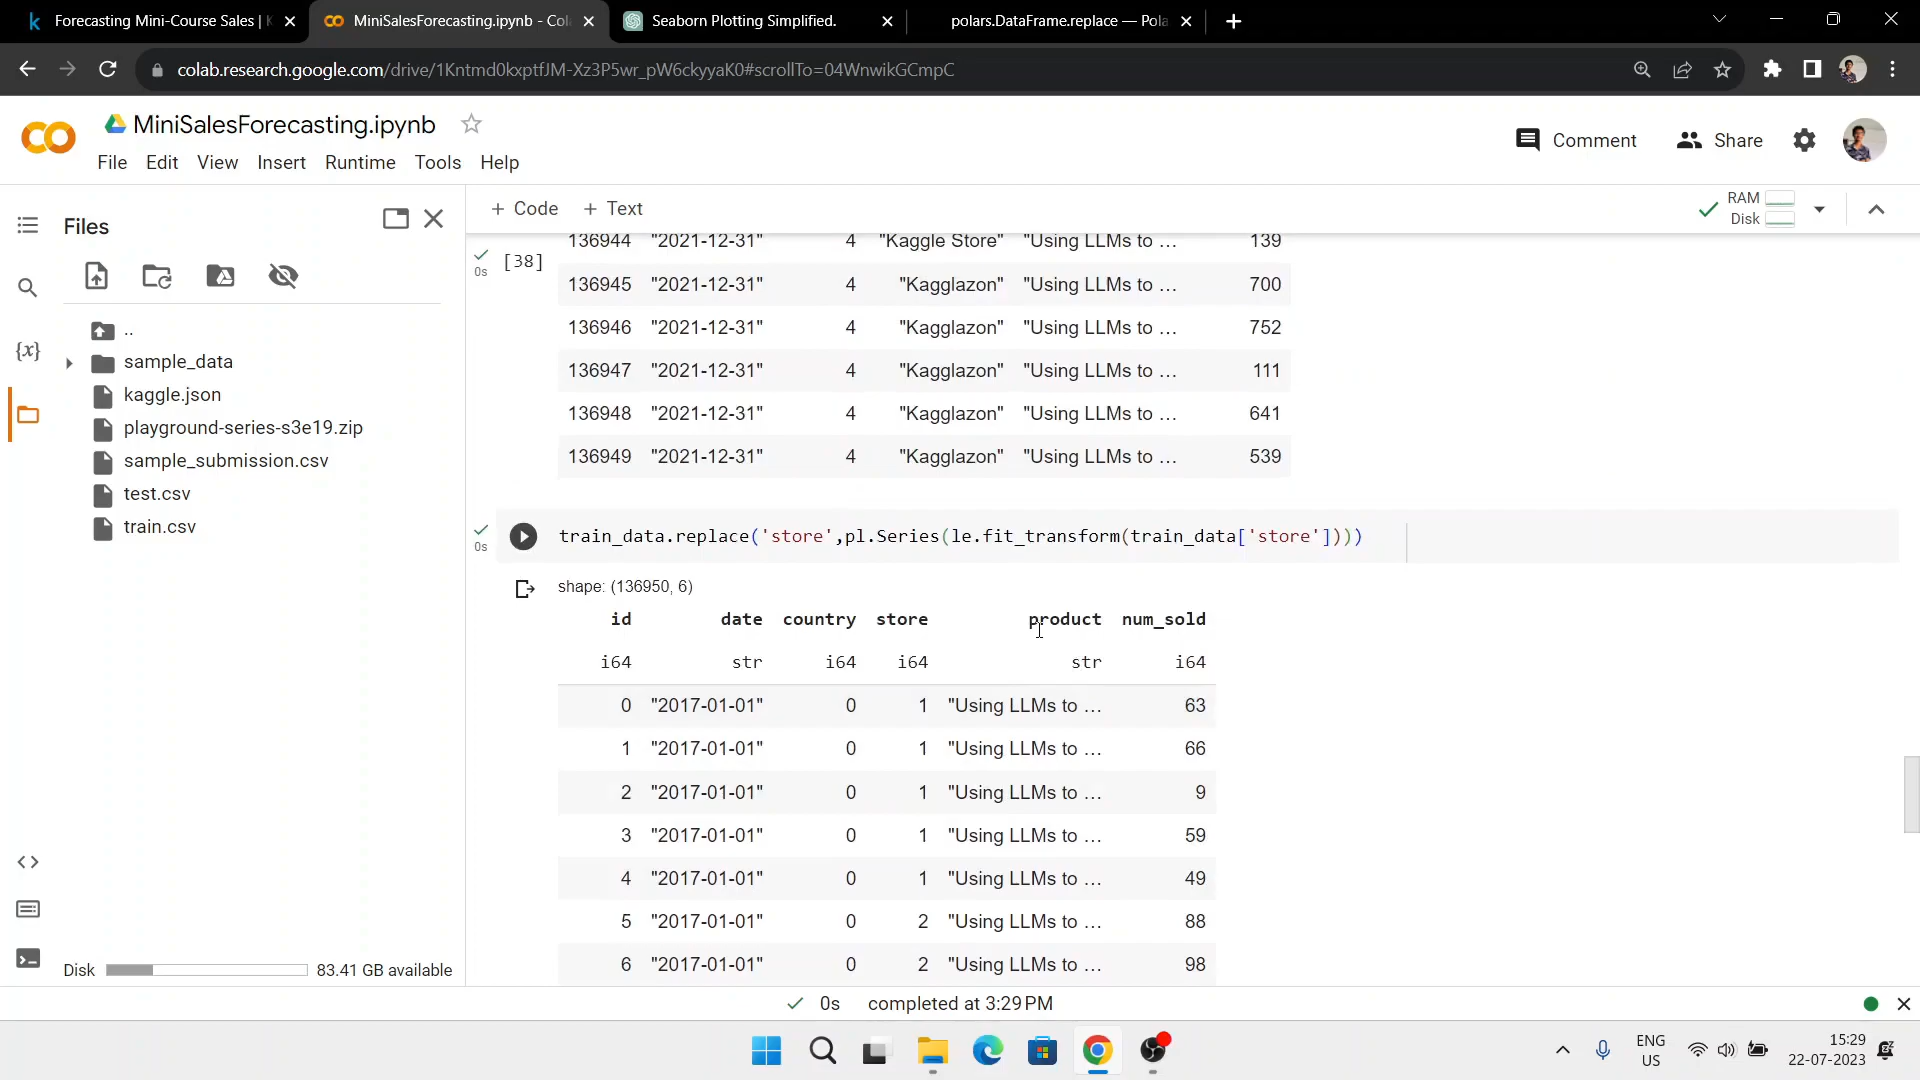 Forecasting Mini-Course Sales | K
MiniSalesForecasting.ipynb - Col
Seaborn Plotting Simplified.
polars.DataFrame.replace — Pola
colab.research.google.com/drive/1Kntmd0kxptfJM-Xz3P5wr_pW6ckyyaK0#scrollTo=04WnwikGCmpC
MiniSalesForecasting.ipynb
Comment Share
File Edit View Insert Runtime Tools Help
Files
+ Code + Text
RAM
Disk
..
sample_data
kaggle.json
playground-series-s3e19.zip
sample_submission.csv
test.csv
train.csv
Disk 83.41 GB available
0s [38]
136944 "2021-12-31" 4 "Kaggle Store" "Using LLMs to ... 139
136945 "2021-12-31" 4 "Kagglazon" "Using LLMs to ... 700
136946 "2021-12-31" 4 "Kagglazon" "Using LLMs to ... 752
136947 "2021-12-31" 4 "Kagglazon" "Using LLMs to ... 111
136948 "2021-12-31" 4 "Kagglazon" "Using LLMs to ... 641
136949 "2021-12-31" 4 "Kagglazon" "Using LLMs to ... 539
0s train_data.replace('store',pl.Series(le.fit_transform(train_data['store'])))
shape: (136950, 6)
id date country store product num_sold
i64 str i64 i64 str i64
0 "2017-01-01" 0 1 "Using LLMs to ... 63
1 "2017-01-01" 0 1 "Using LLMs to ... 66
2 "2017-01-01" 0 1 "Using LLMs to ... 9
3 "2017-01-01" 0 1 "Using LLMs to ... 59
4 "2017-01-01" 0 1 "Using LLMs to ... 49
5 "2017-01-01" 0 2 "Using LLMs to ... 88
6 "2017-01-01" 0 2 "Using LLMs to ... 98
0s completed at 3:29 PM
ENG
US
15:29
22-07-2023